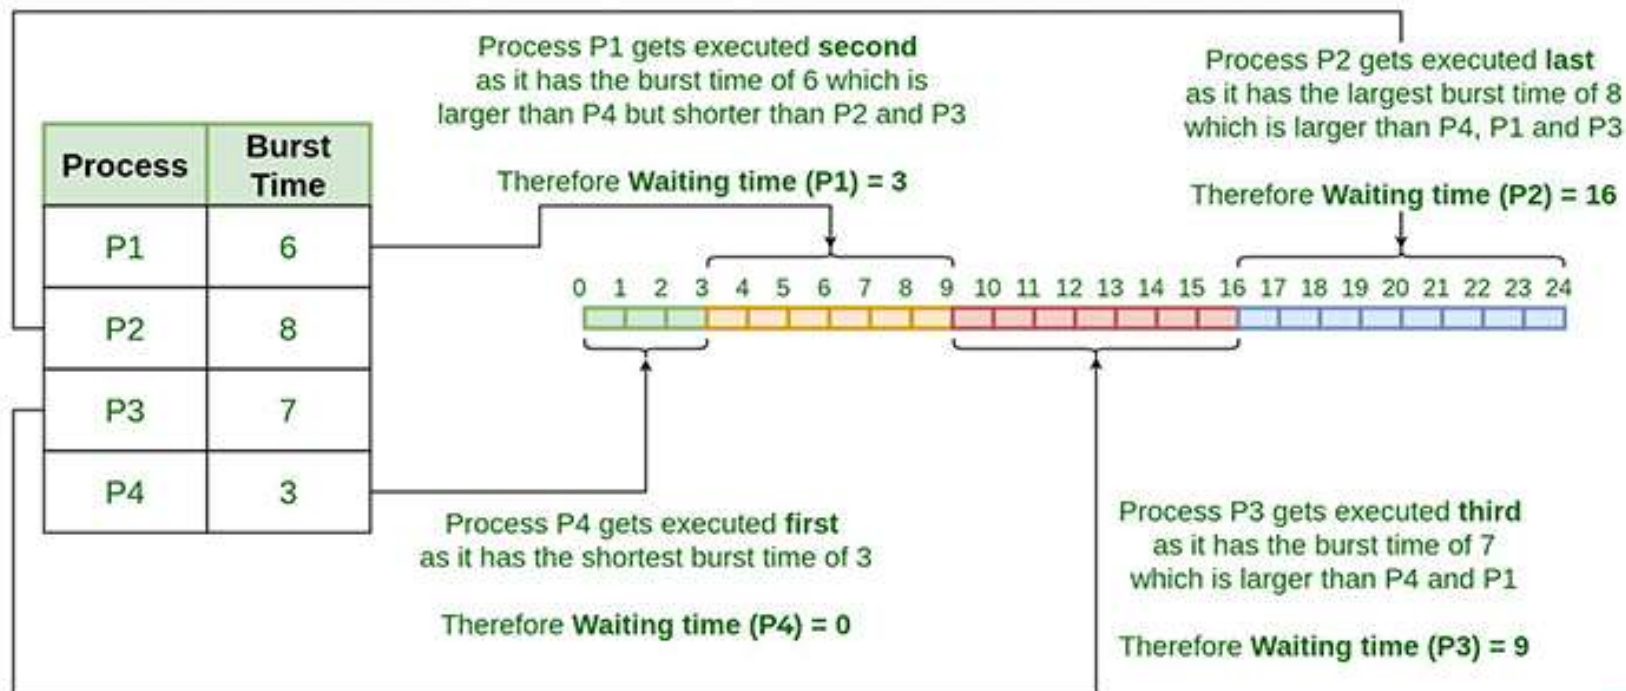 Process P1 gets executed second
as it has the burst time of 6 which is
larger than P4 but shorter than P2 and P3
Therefore Waiting time (P1) = 3
Process P2 gets executed last
as it has the largest burst time of 8
which is larger than P4, P1 and P3
Therefore Waiting time (P2) = 16
Process Burst
Time
P1 6
P2 8
P3 7
P4 3
0 1 2 3 4 5 6 7 8 9 10 11 12 13 14 15 16 17 18 19 20 21 22 23 24
Process P4 gets executed first
as it has the shortest burst time of 3
Therefore Waiting time (P4) = 0
Process P3 gets executed third
as it has the burst time of 7
which is larger than P4 and P1
Therefore Waiting time (P3) = 9